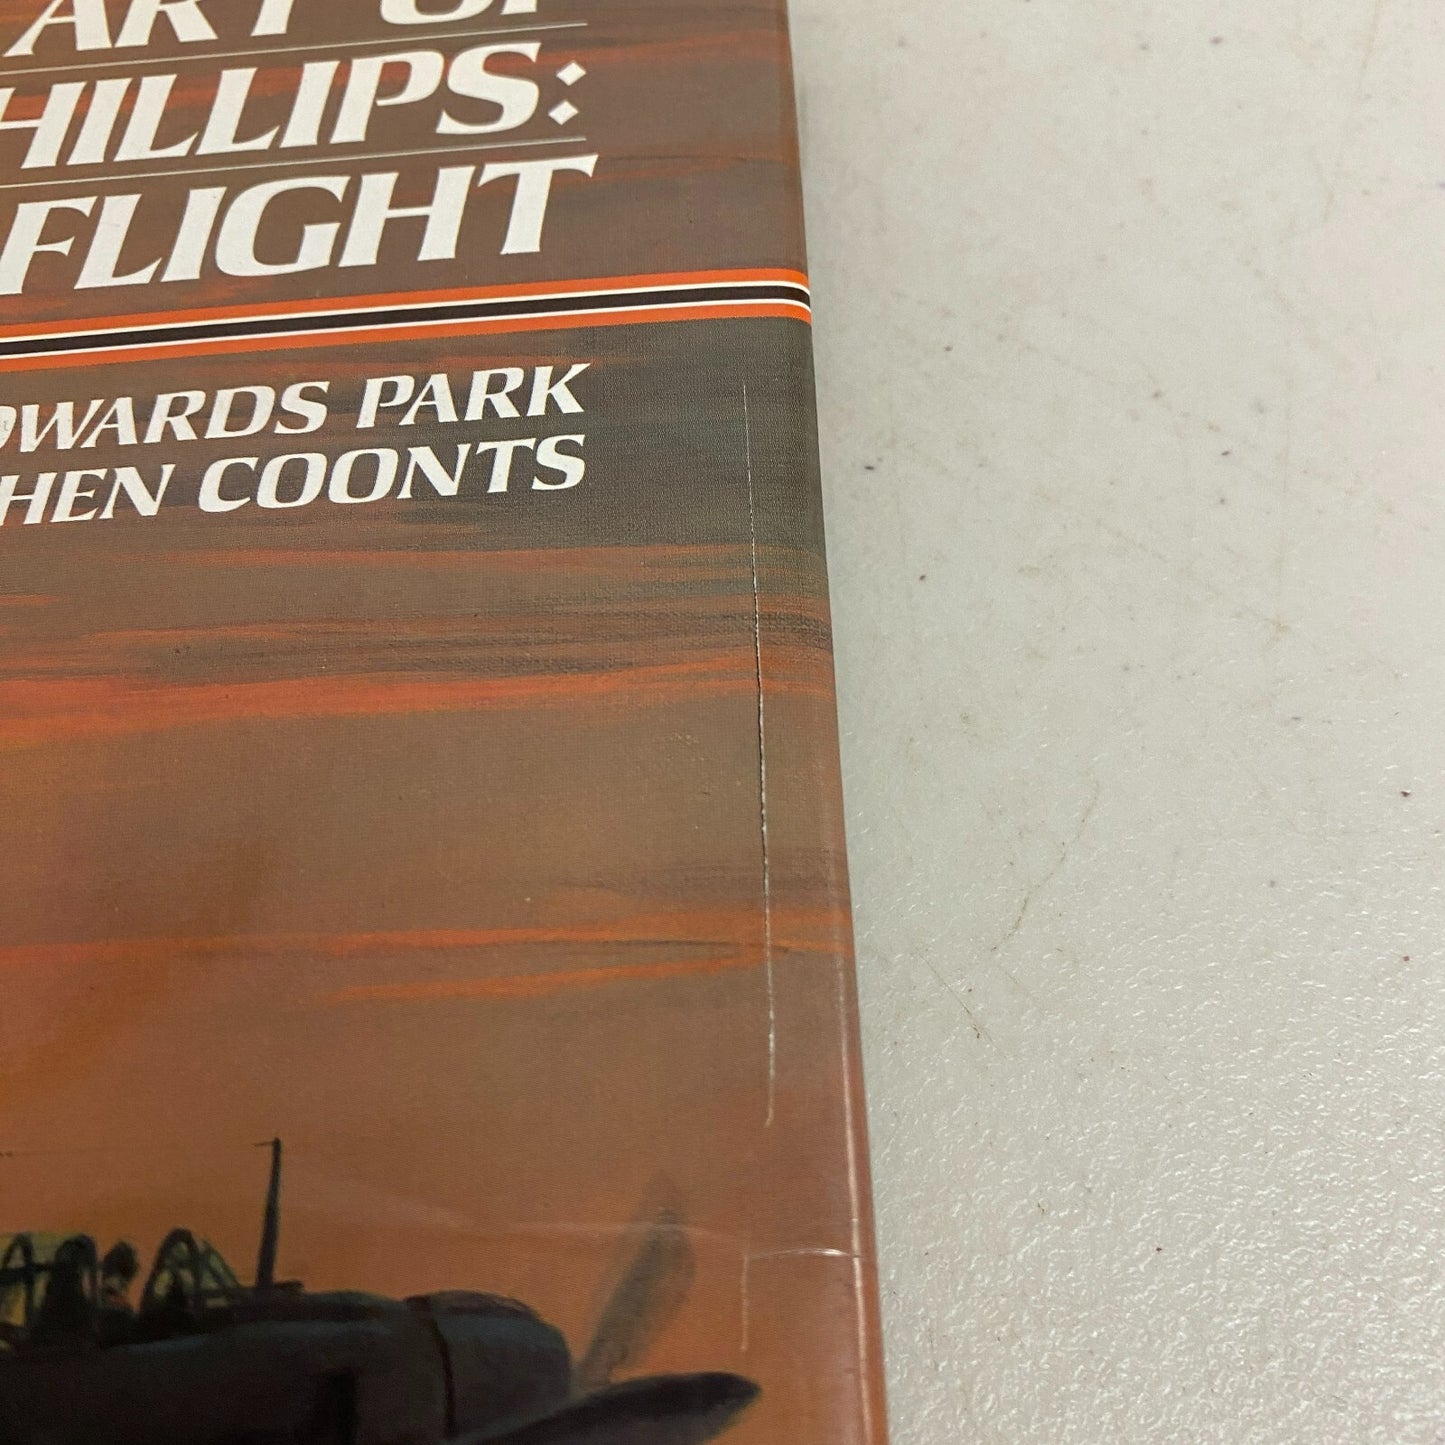 ART OF
HILLIPS:
FLIGHT
DWARDS PARK
HEN COONTS